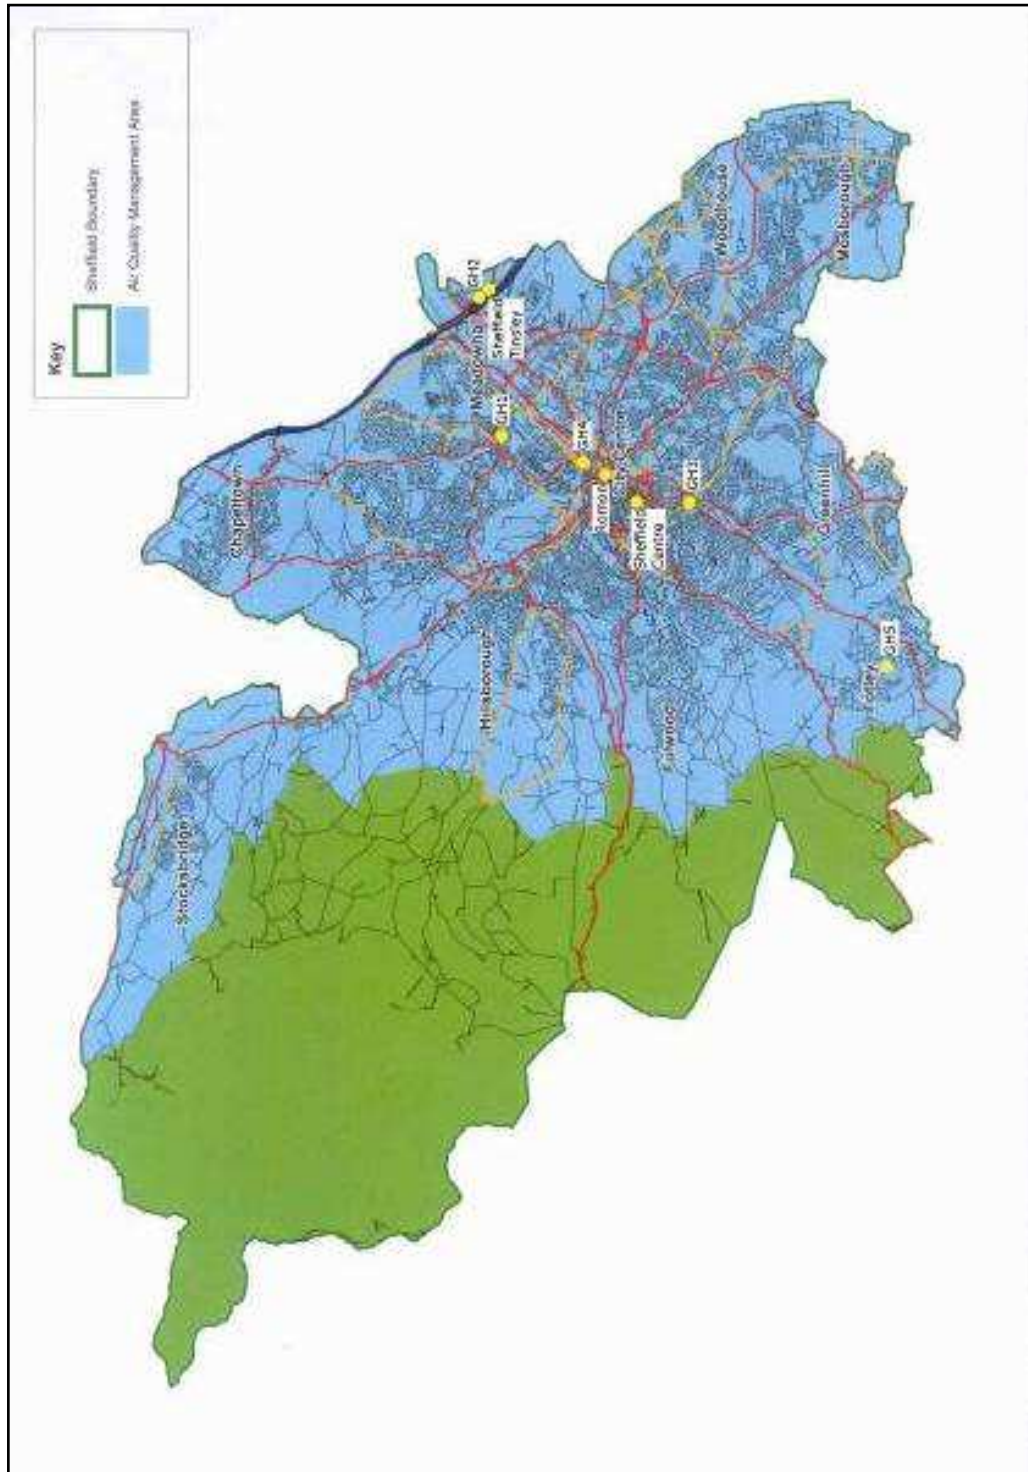 Key
Sheffield Boundary
Air Quality Management Area
Stocksbridge
Chapeltown
Hillsborough
GH1
GH2
Sheffield
Tinsley
GH4
Sheffield
Centre
GH3
Fulwood
Woodhouse
Mosborough
Greenhill
Totley
GH5